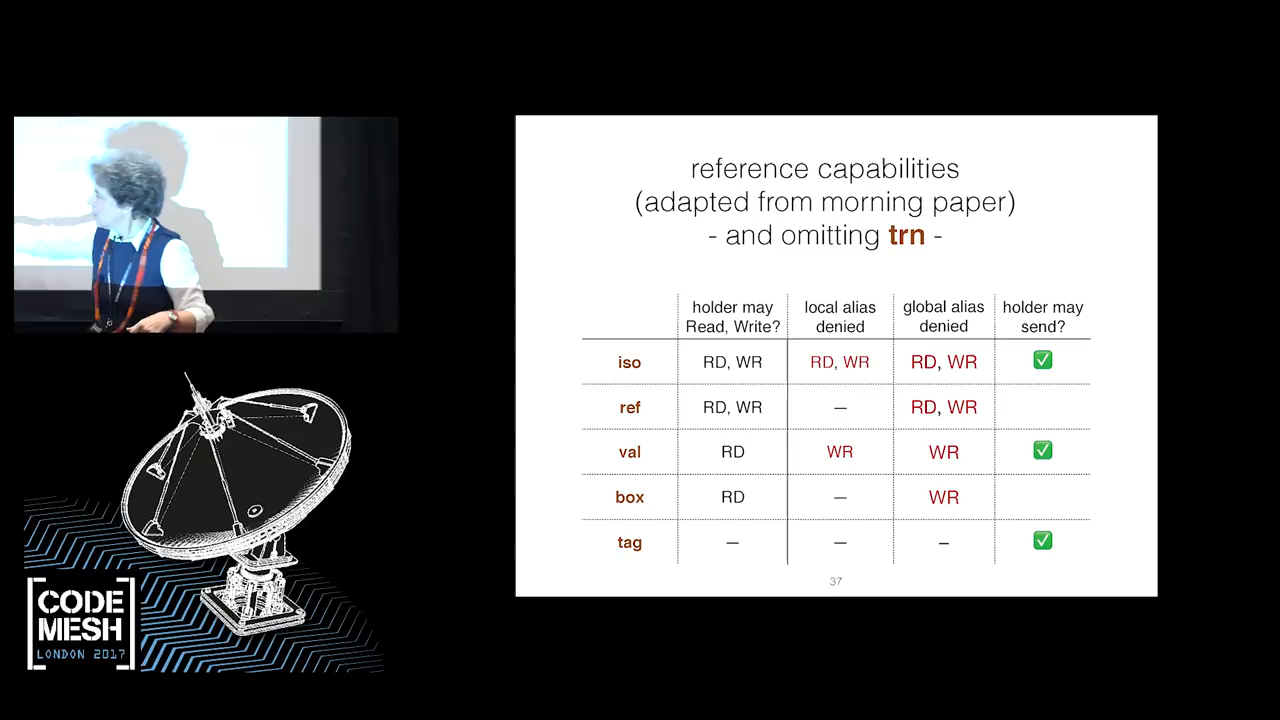 reference capabilities
(adapted from morning paper)
- and omitting trn -
holder may Read, Write? local alias denied global alias denied holder may send?
iso RD, WR RD, WR RD, WR ✅
ref RD, WR — RD, WR
val RD WR WR ✅
box RD — WR
tag — — – ✅
37
CODE
MESH
LONDON 2017